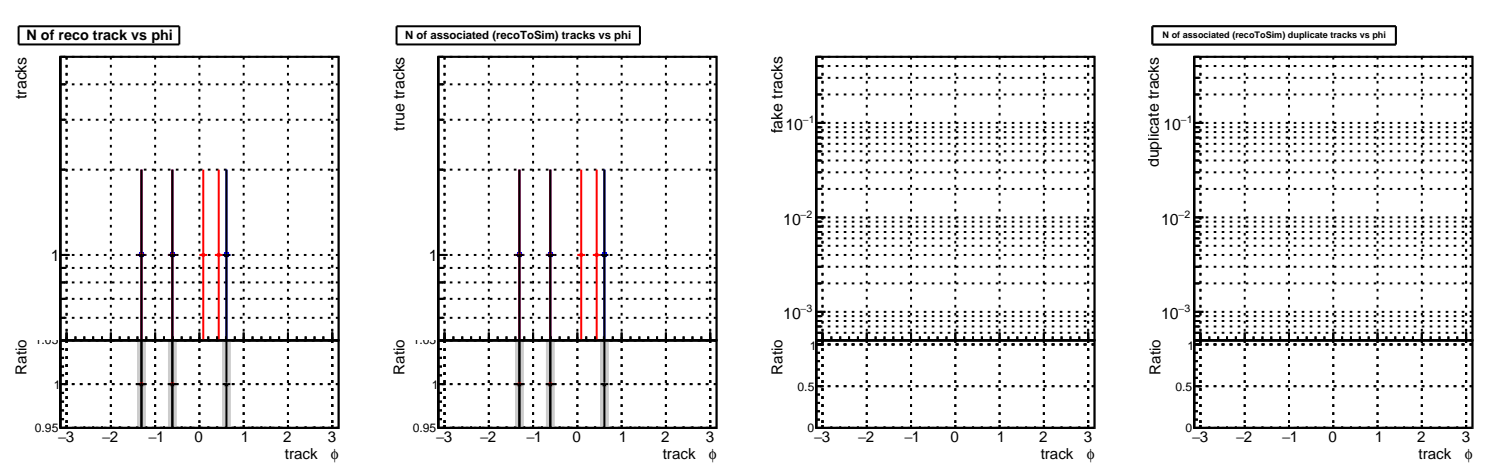 N of reco track vs phi
tracks
1
Ratio
1
0.95
−3 −2 −1 0 1 2 3
track ϕ
N of associated (recoToSim) tracks vs phi
true tracks
1
Ratio
1
0.95
−3 −2 −1 0 1 2 3
track ϕ
fake tracks
10−1
10−2
10−3
Ratio
1
0.5
0
−3 −2 −1 0 1 2 3
track ϕ
N of associated (recoToSim) duplicate tracks vs phi
duplicate tracks
10−1
10−2
10−3
Ratio
1
0.5
0
−3 −2 −1 0 1 2 3
track ϕ